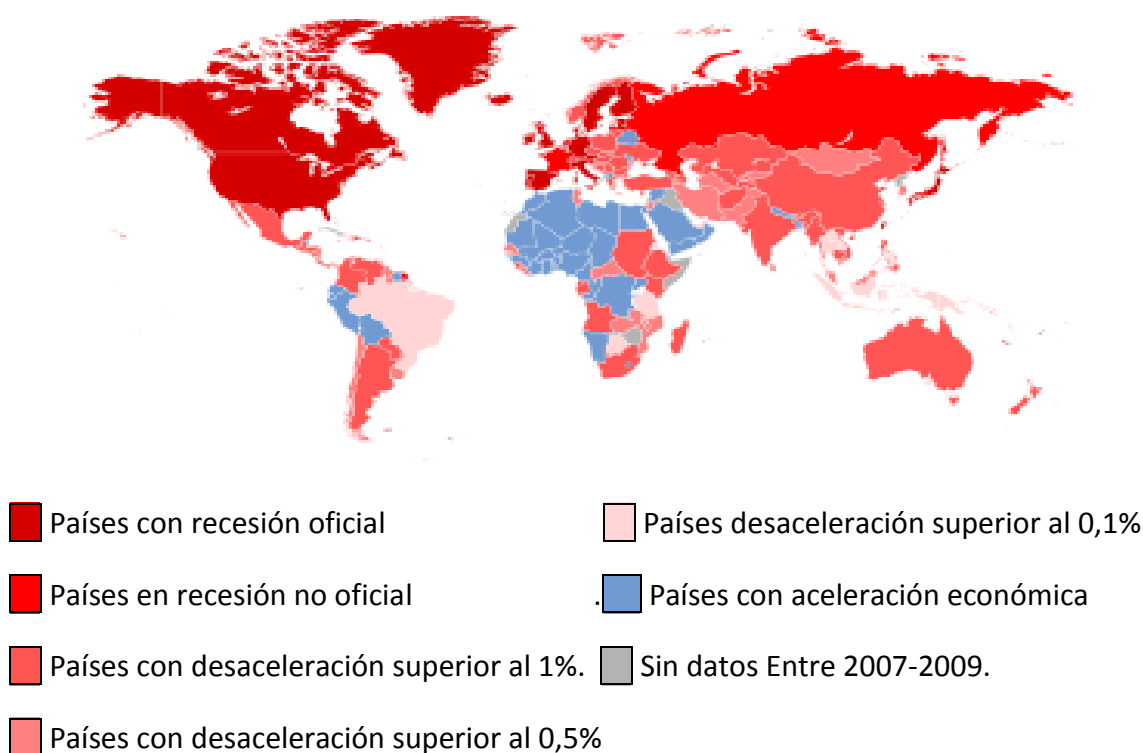 Países con recesión oficial
Países desaceleración superior al 0,1%
Países en recesión no oficial
. Países con aceleración económica
Países con desaceleración superior al 1%.
Sin datos Entre 2007-2009.
Países con desaceleración superior al 0,5%